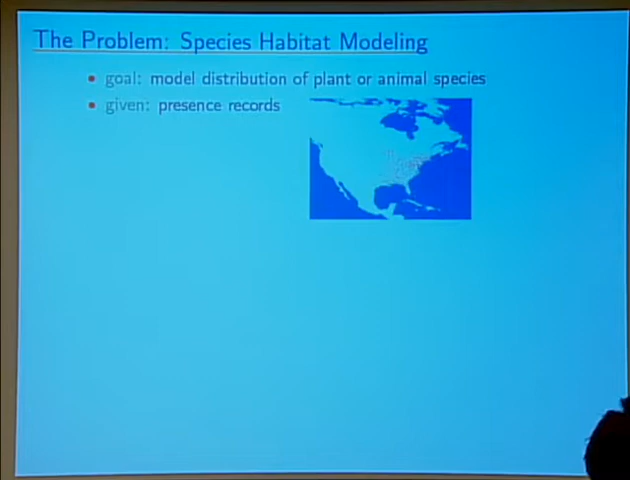 The Problem: Species Habitat Modeling
goal: model distribution of plant or animal species
given: presence records